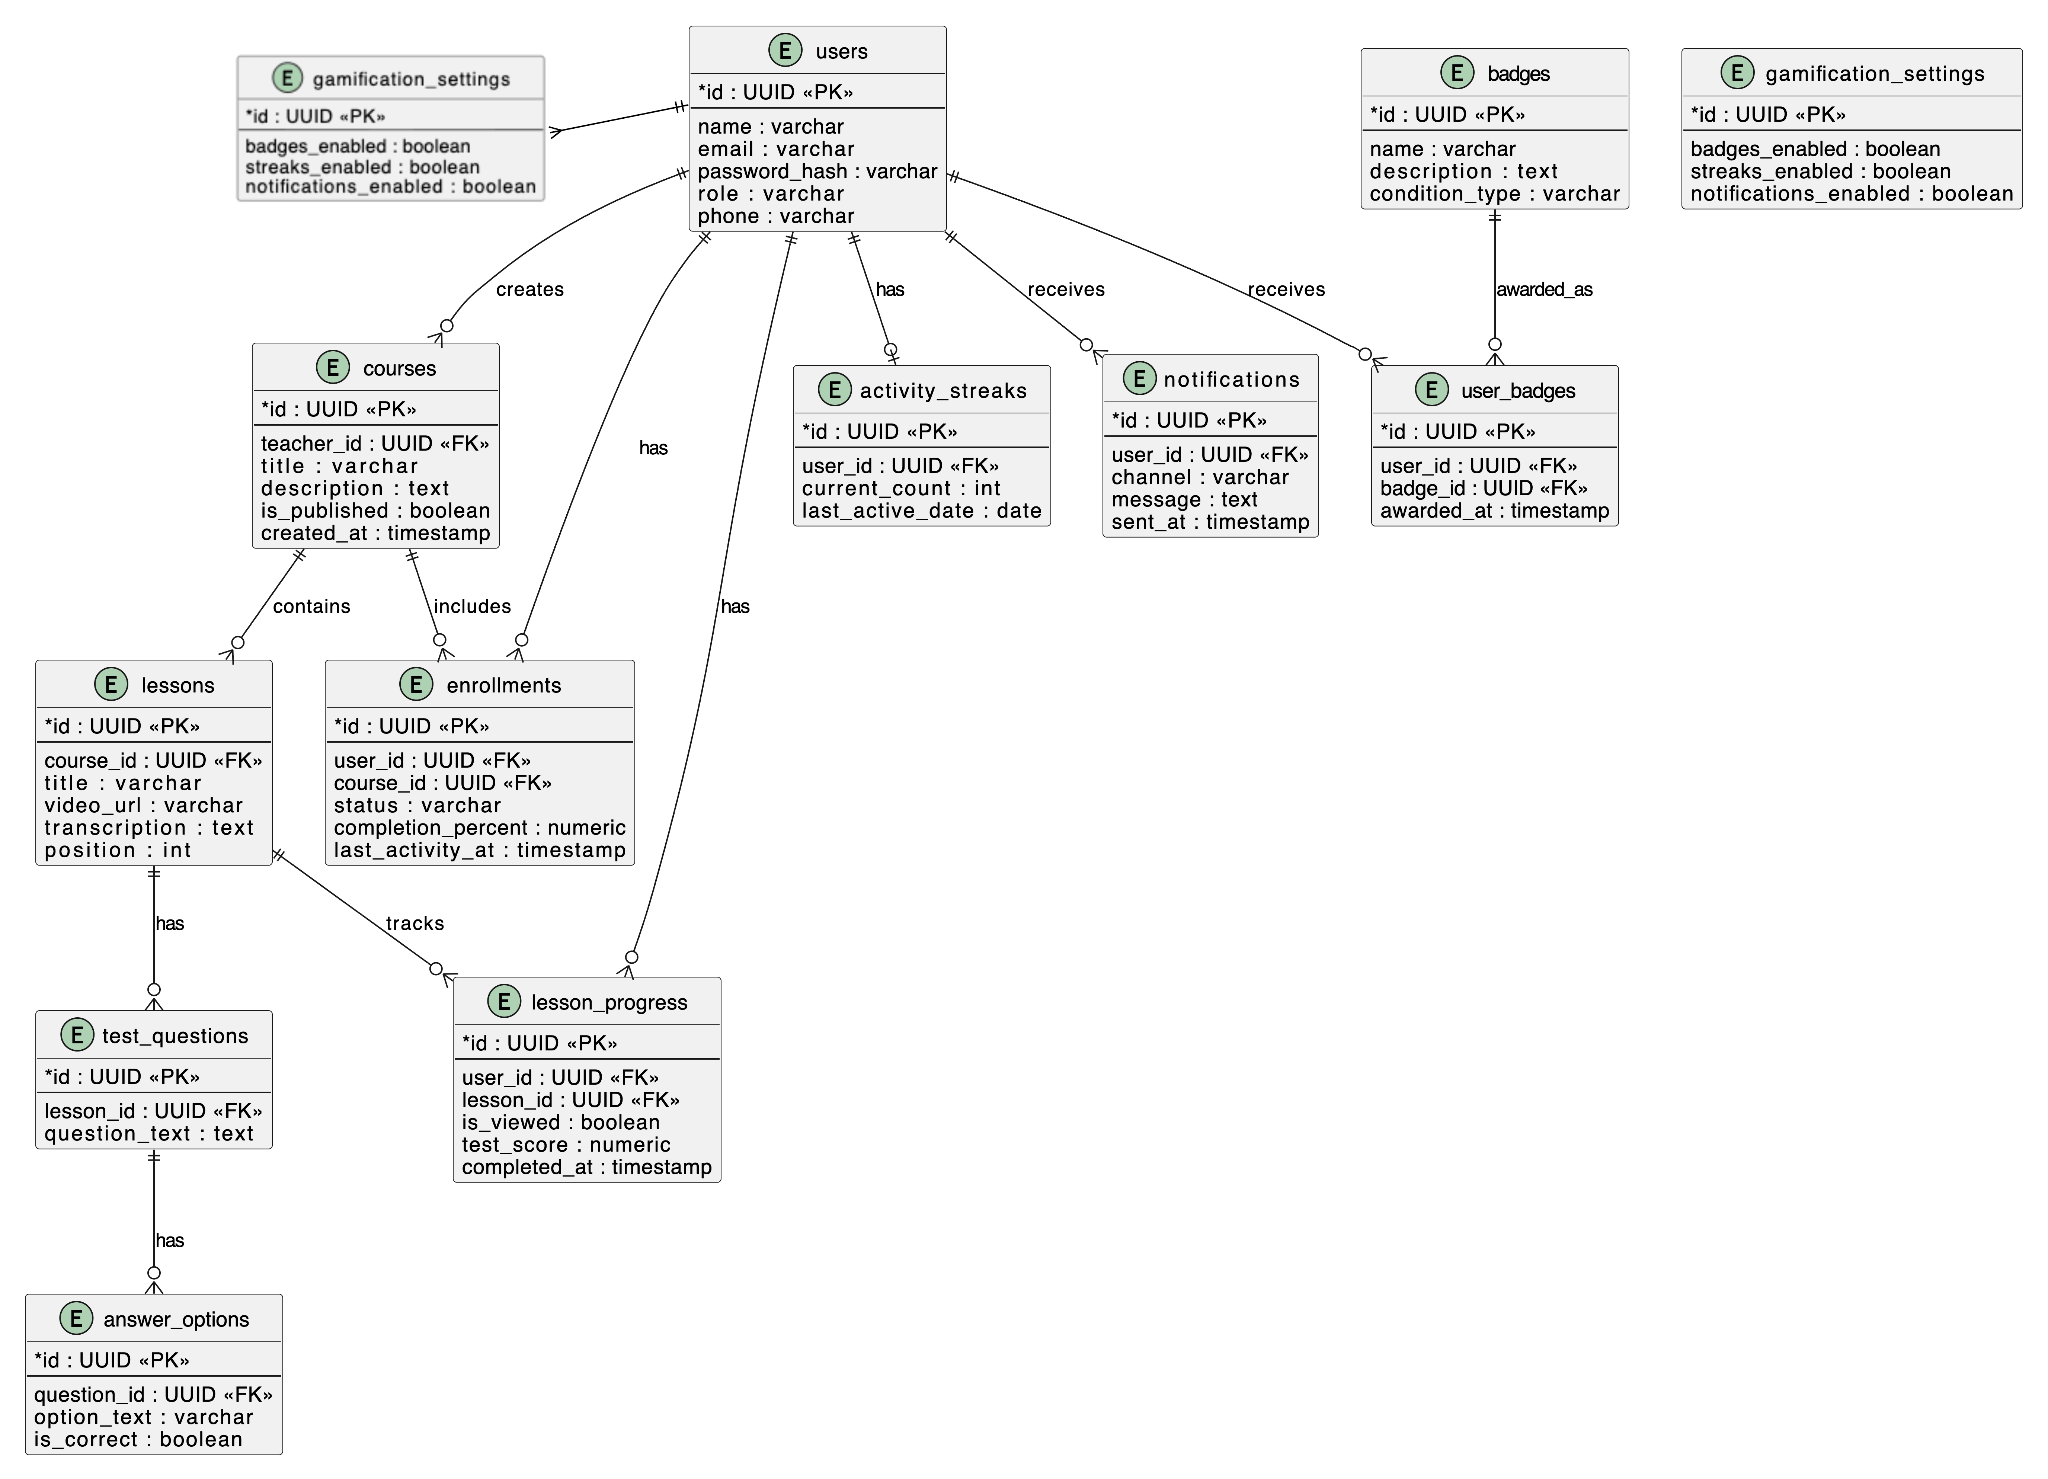 E gamification_settings
*id : UUID «PK»
badges_enabled : boolean
streaks_enabled : boolean
notifications_enabled : boolean
E users
*id : UUID «PK»
name : varchar
email : varchar
password_hash : varchar
role : varchar
phone : varchar
E badges
*id : UUID «PK»
name : varchar
description : text
condition_type : varchar
E gamification_settings
*id : UUID «PK»
badges_enabled : boolean
streaks_enabled : boolean
notifications_enabled : boolean
creates
has
receives
receives
awarded_as
E courses
*id : UUID «PK»
teacher_id : UUID «FK»
title : varchar
description : text
is_published : boolean
created_at : timestamp
has
E activity_streaks
*id : UUID «PK»
user_id : UUID «FK»
current_count : int
last_active_date : date
E notifications
*id : UUID «PK»
user_id : UUID «FK»
channel : varchar
message : text
sent_at : timestamp
E user_badges
*id : UUID «PK»
user_id : UUID «FK»
badge_id : UUID «FK»
awarded_at : timestamp
contains
includes
has
E lessons
*id : UUID «PK»
course_id : UUID «FK»
title : varchar
video_url : varchar
transcription : text
position : int
E enrollments
*id : UUID «PK»
user_id : UUID «FK»
course_id : UUID «FK»
status : varchar
completion_percent : numeric
last_activity_at : timestamp
has
tracks
E test_questions
*id : UUID «PK»
lesson_id : UUID «FK»
question_text : text
E lesson_progress
*id : UUID «PK»
user_id : UUID «FK»
lesson_id : UUID «FK»
is_viewed : boolean
test_score : numeric
completed_at : timestamp
has
E answer_options
*id : UUID «PK»
question_id : UUID «FK»
option_text : varchar
is_correct : boolean